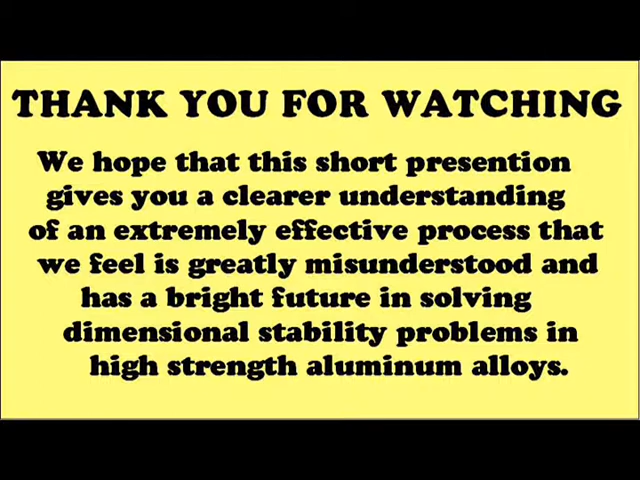 THANK YOU FOR WATCHING
We hope that this short presention
gives you a clearer understanding
of an extremely effective process that
we feel is greatly misunderstood and
has a bright future in solving
dimensional stability problems in
high strength aluminum alloys.